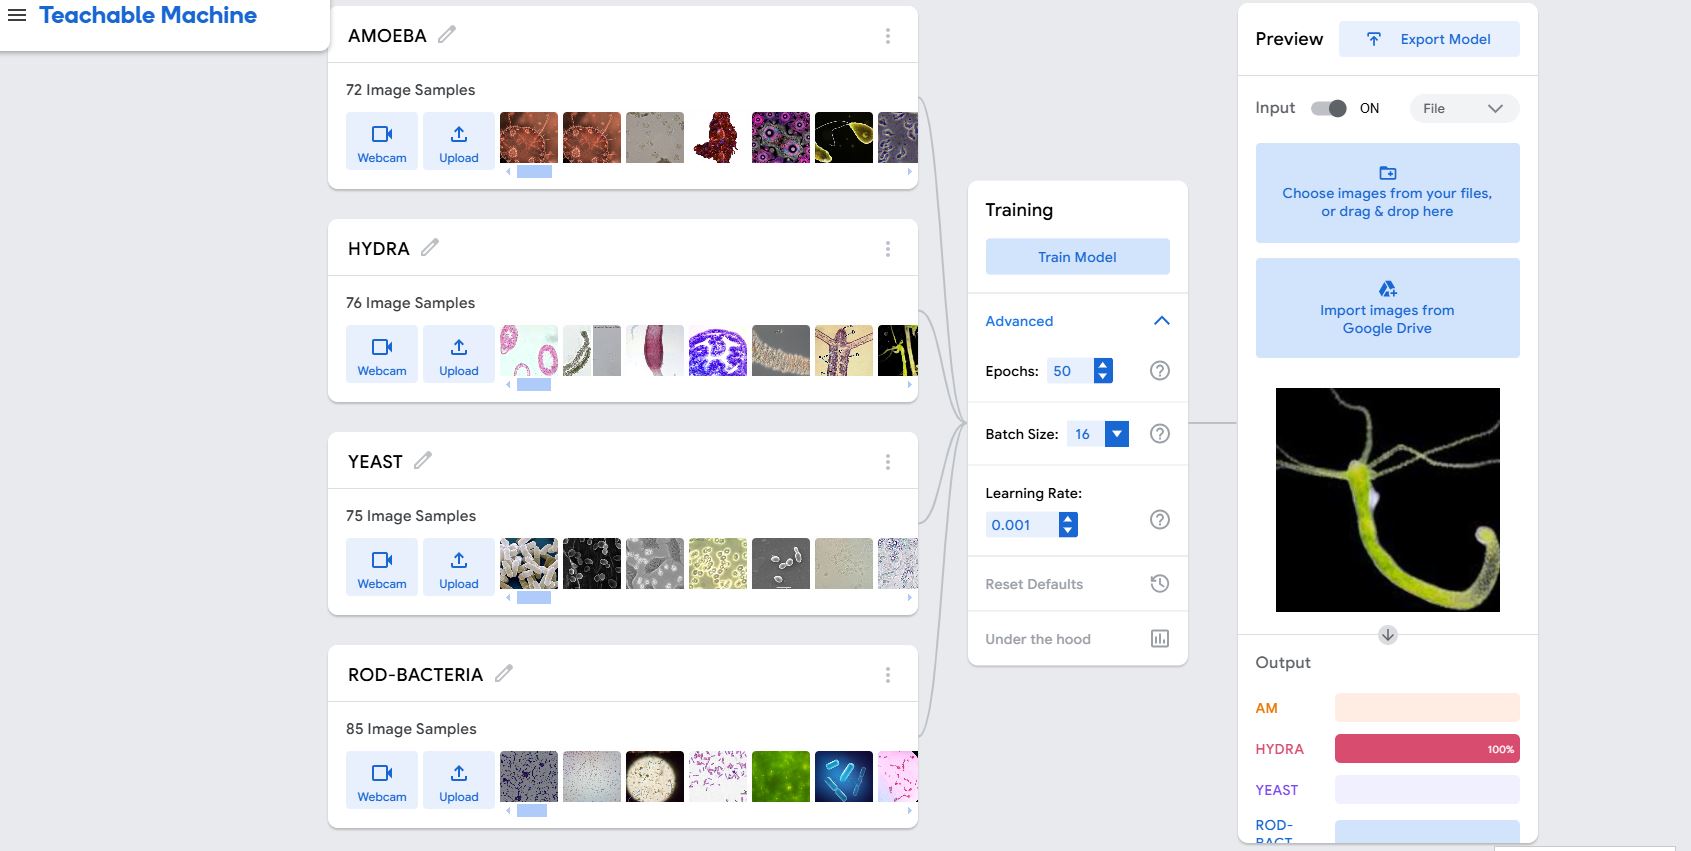 Teachable Machine
AMOEBA
72 Image Samples
Webcam
Upload
HYDRA
76 Image Samples
Webcam
Upload
YEAST
75 Image Samples
Webcam
Upload
ROD-BACTERIA
85 Image Samples
Webcam
Upload
Training
Train Model
Advanced
Epochs: 50
Batch Size: 16
Learning Rate:
0.001
Reset Defaults
Under the hood
Preview
Export Model
Input ON File
Choose images from your files,
or drag & drop here
Import images from
Google Drive
Output
AM
HYDRA 100%
YEAST
ROD-
BACT